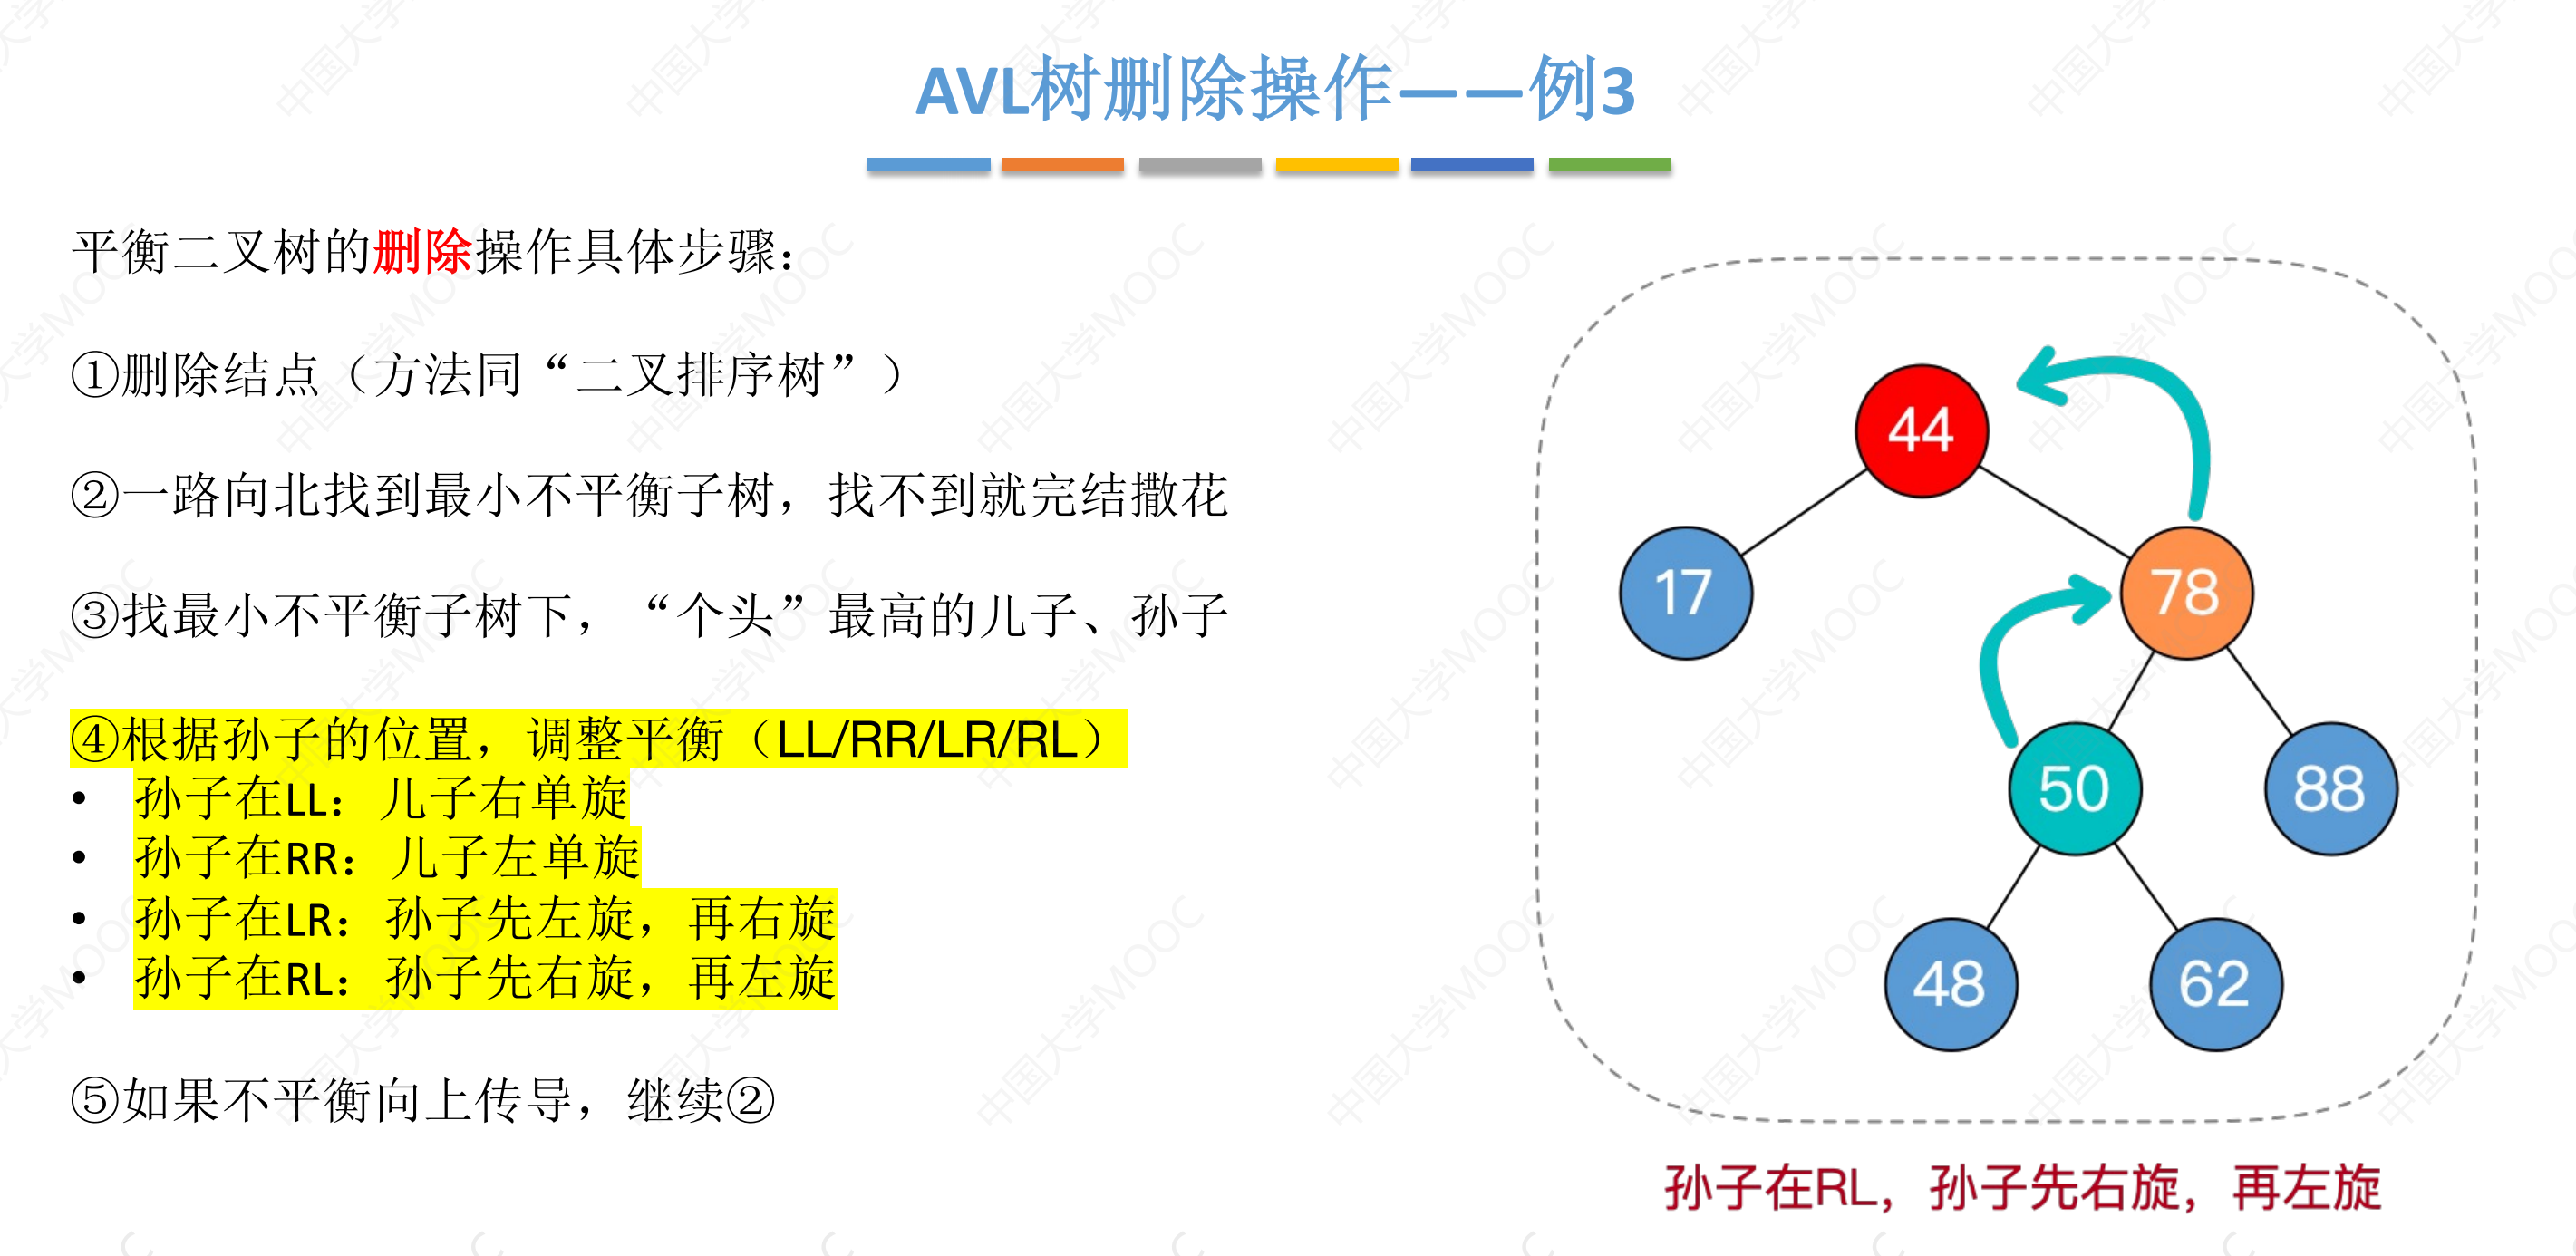 AVL树删除操作——例3
平衡二叉树的删除操作具体步骤：
①删除结点（方法同“二叉排序树”）
②一路向北找到最小不平衡子树，找不到就完结撒花
③找最小不平衡子树下，“个头”最高的儿子、孙子
④根据孙子的位置，调整平衡（LL/RR/LR/RL）
• 孙子在LL：儿子右单旋
• 孙子在RR：儿子左单旋
• 孙子在LR：孙子先左旋，再右旋
• 孙子在RL：孙子先右旋，再左旋
⑤如果不平衡向上传导，继续②
44
17
78
50
88
48
62
孙子在RL，孙子先右旋，再左旋
中国大学MOOC